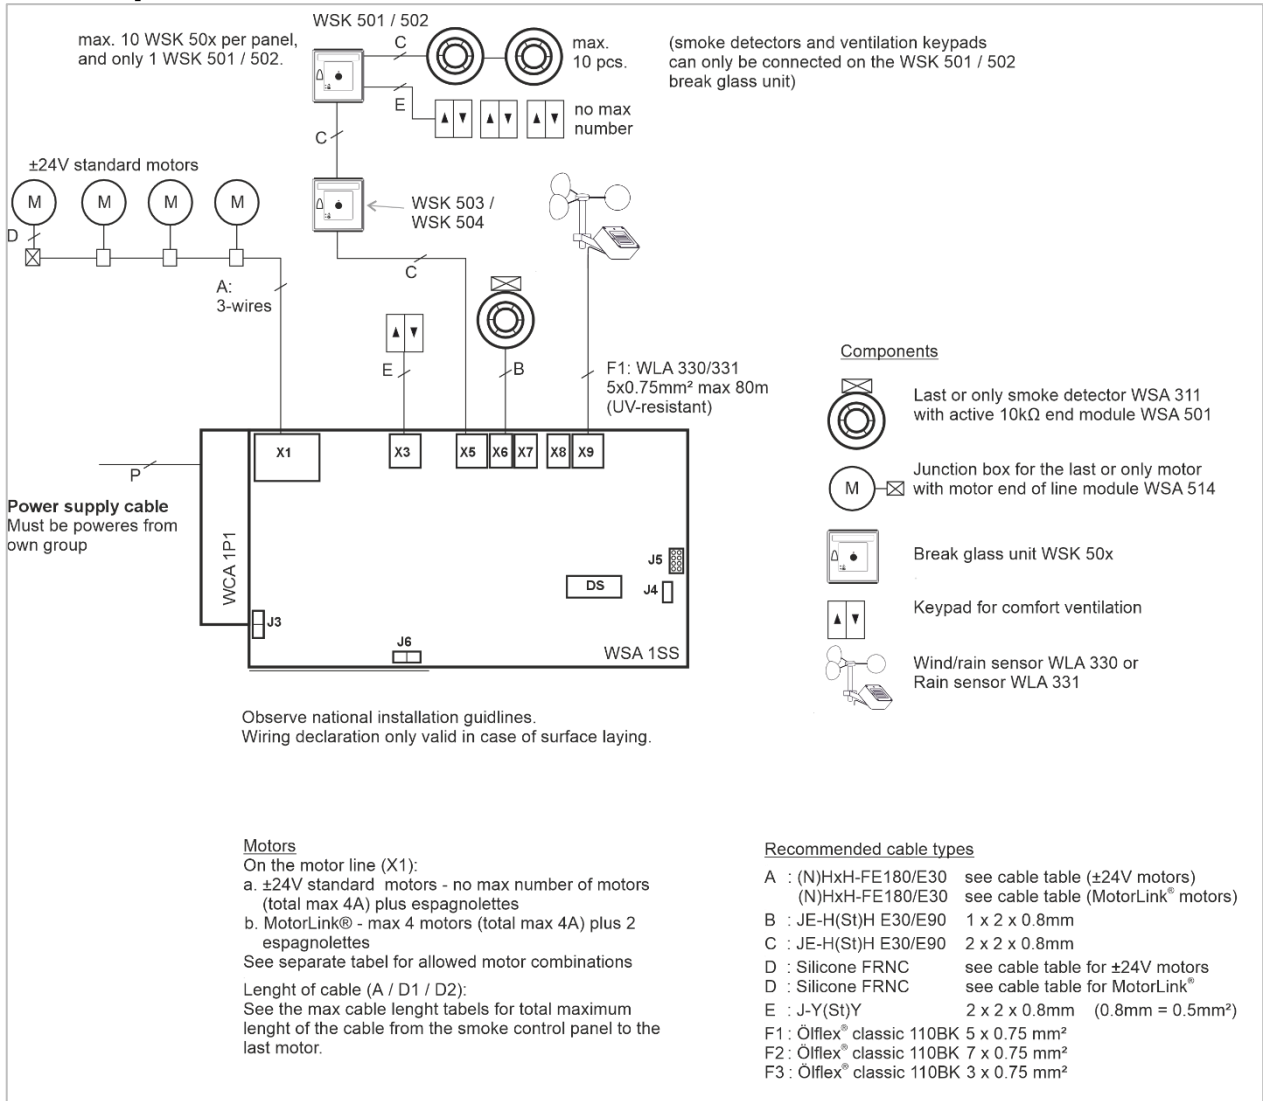 WSK 501 / 502
max. 10 WSK 50x per panel,
and only 1 WSK 501 / 502.
C
max.
10 pcs.
(smoke detectors and ventilation keypads
can only be connected on the WSK 501 / 502
break glass unit)
E
no max
number
C
±24V standard motors
M
M
M
M
D
WSK 503 /
WSK 504
C
A:
3-wires
E
B
F1: WLA 330/331
5x0.75mm² max 80m
(UV-resistant)
X1
X3
X5
X6
X7
X8
X9
P
Power supply cable
Must be poweres from
own group
WCA 1P1
J5
DS
J4
J3
J6
WSA 1SS
Components
Last or only smoke detector WSA 311
with active 10kΩ end module WSA 501
M
Junction box for the last or only motor
with motor end of line module WSA 514
Break glass unit WSK 50x
Keypad for comfort ventilation
Wind/rain sensor WLA 330 or
Rain sensor WLA 331
Observe national installation guidlines.
Wiring declaration only valid in case of surface laying.
Motors
On the motor line (X1):
a. ±24V standard motors - no max number of motors
(total max 4A) plus espagnolettes
b. MotorLink® - max 4 motors (total max 4A) plus 2
espagnolettes
See separate tabel for allowed motor combinations
Lenght of cable (A / D1 / D2):
See the max cable lenght tabels for total maximum
lenght of the cable from the smoke control panel to the
last motor.
Recommended cable types
A : (N)HxH-FE180/E30 see cable table (±24V motors)
(N)HxH-FE180/E30 see cable table (MotorLink® motors)
B : JE-H(St)H E30/E90 1 x 2 x 0.8mm
C : JE-H(St)H E30/E90 2 x 2 x 0.8mm
D : Silicone FRNC see cable table for ±24V motors
D : Silicone FRNC see cable table for MotorLink®
E : J-Y(St)Y 2 x 2 x 0.8mm (0.8mm = 0.5mm²)
F1 : Ölflex® classic 110BK 5 x 0.75 mm²
F2 : Ölflex® classic 110BK 7 x 0.75 mm²
F3 : Ölflex® classic 110BK 3 x 0.75 mm²